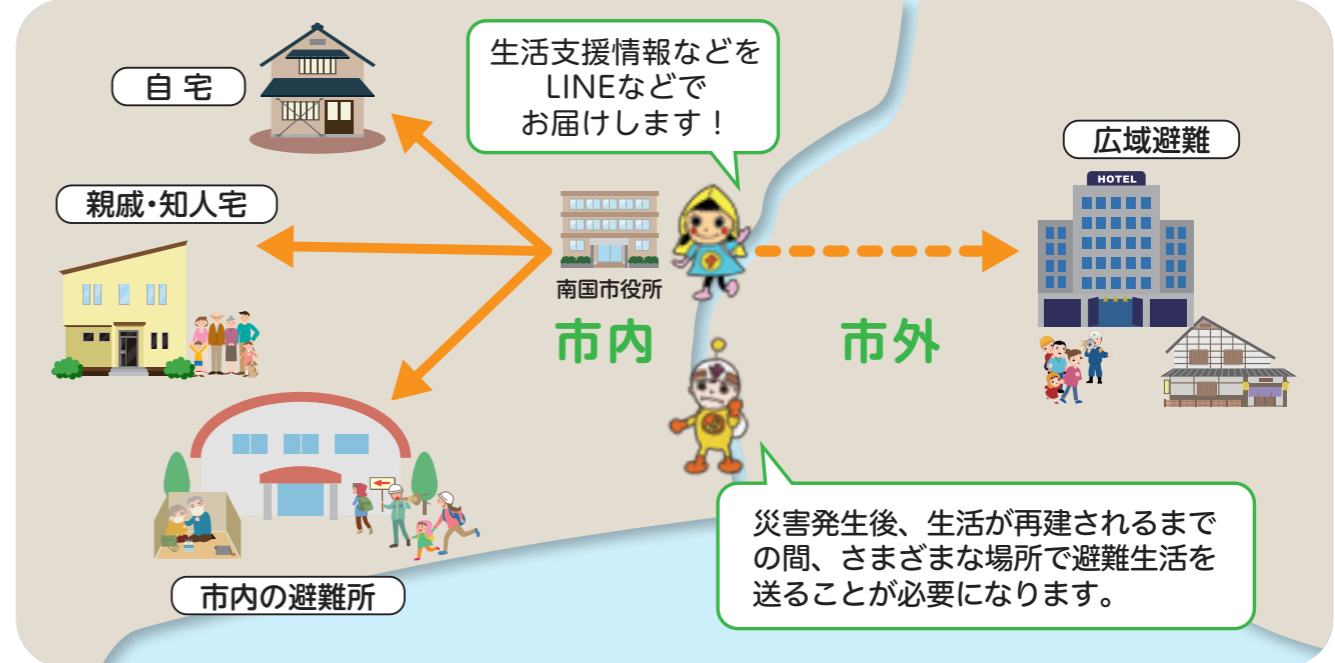 自宅
生活支援情報などを
LINEなどで
お届けします！
広域避難
HOTEL
親戚・知人宅
南国市役所
市内
市外
災害発生後、生活が再建されるまで
の間、さまざまな場所で避難生活を
送ることが必要になります。
市内の避難所